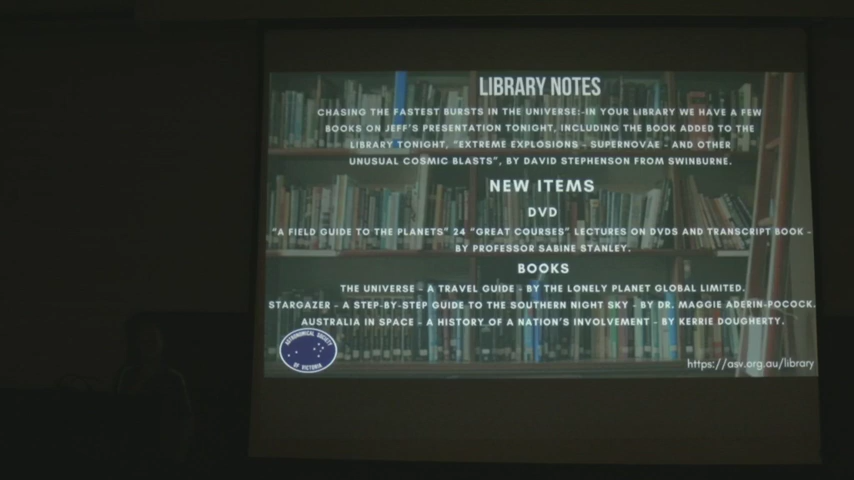 LIBRARY NOTES
CHASING THE FASTEST BURSTS IN THE UNIVERSE:-IN YOUR LIBRARY WE HAVE A FEW
BOOKS ON JEFF'S PRESENTATION TONIGHT, INCLUDING THE BOOK ADDED TO THE
LIBRARY TONIGHT, "EXTREME EXPLOSIONS - SUPERNOVAE - AND OTHER
UNUSUAL COSMIC BLASTS", BY DAVID STEPHENSON FROM SWINBURNE.
NEW ITEMS
DVD
"A FIELD GUIDE TO THE PLANETS" 24 "GREAT COURSES" LECTURES ON DVDS AND TRANSCRIPT BOOK -
BY PROFESSOR SABINE STANLEY.
BOOKS
THE UNIVERSE - A TRAVEL GUIDE - BY THE LONELY PLANET GLOBAL LIMITED.
STARGAZER - A STEP-BY-STEP GUIDE TO THE SOUTHERN NIGHT SKY - BY DR. MAGGIE ADERIN-POCOCK.
AUSTRALIA IN SPACE - A HISTORY OF A NATION'S INVOLVEMENT - BY KERRIE DOUGHERTY.
ASTRONOMICAL SOCIETY
OF VICTORIA
https://asv.org.au/library